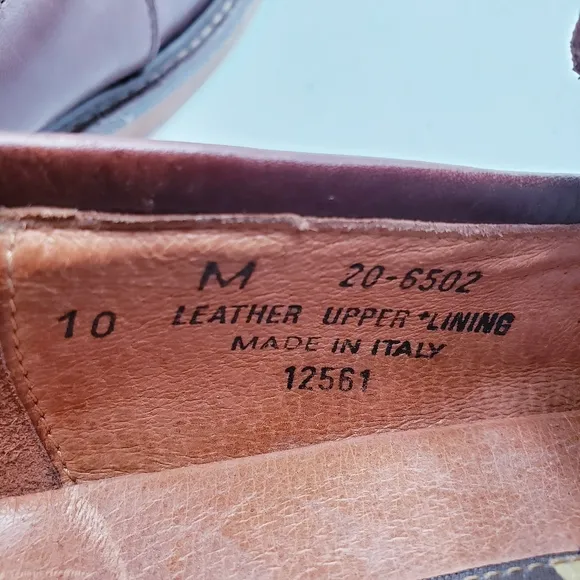 M 20-6502
10 LEATHER UPPER +LINING
MADE IN ITALY
12561